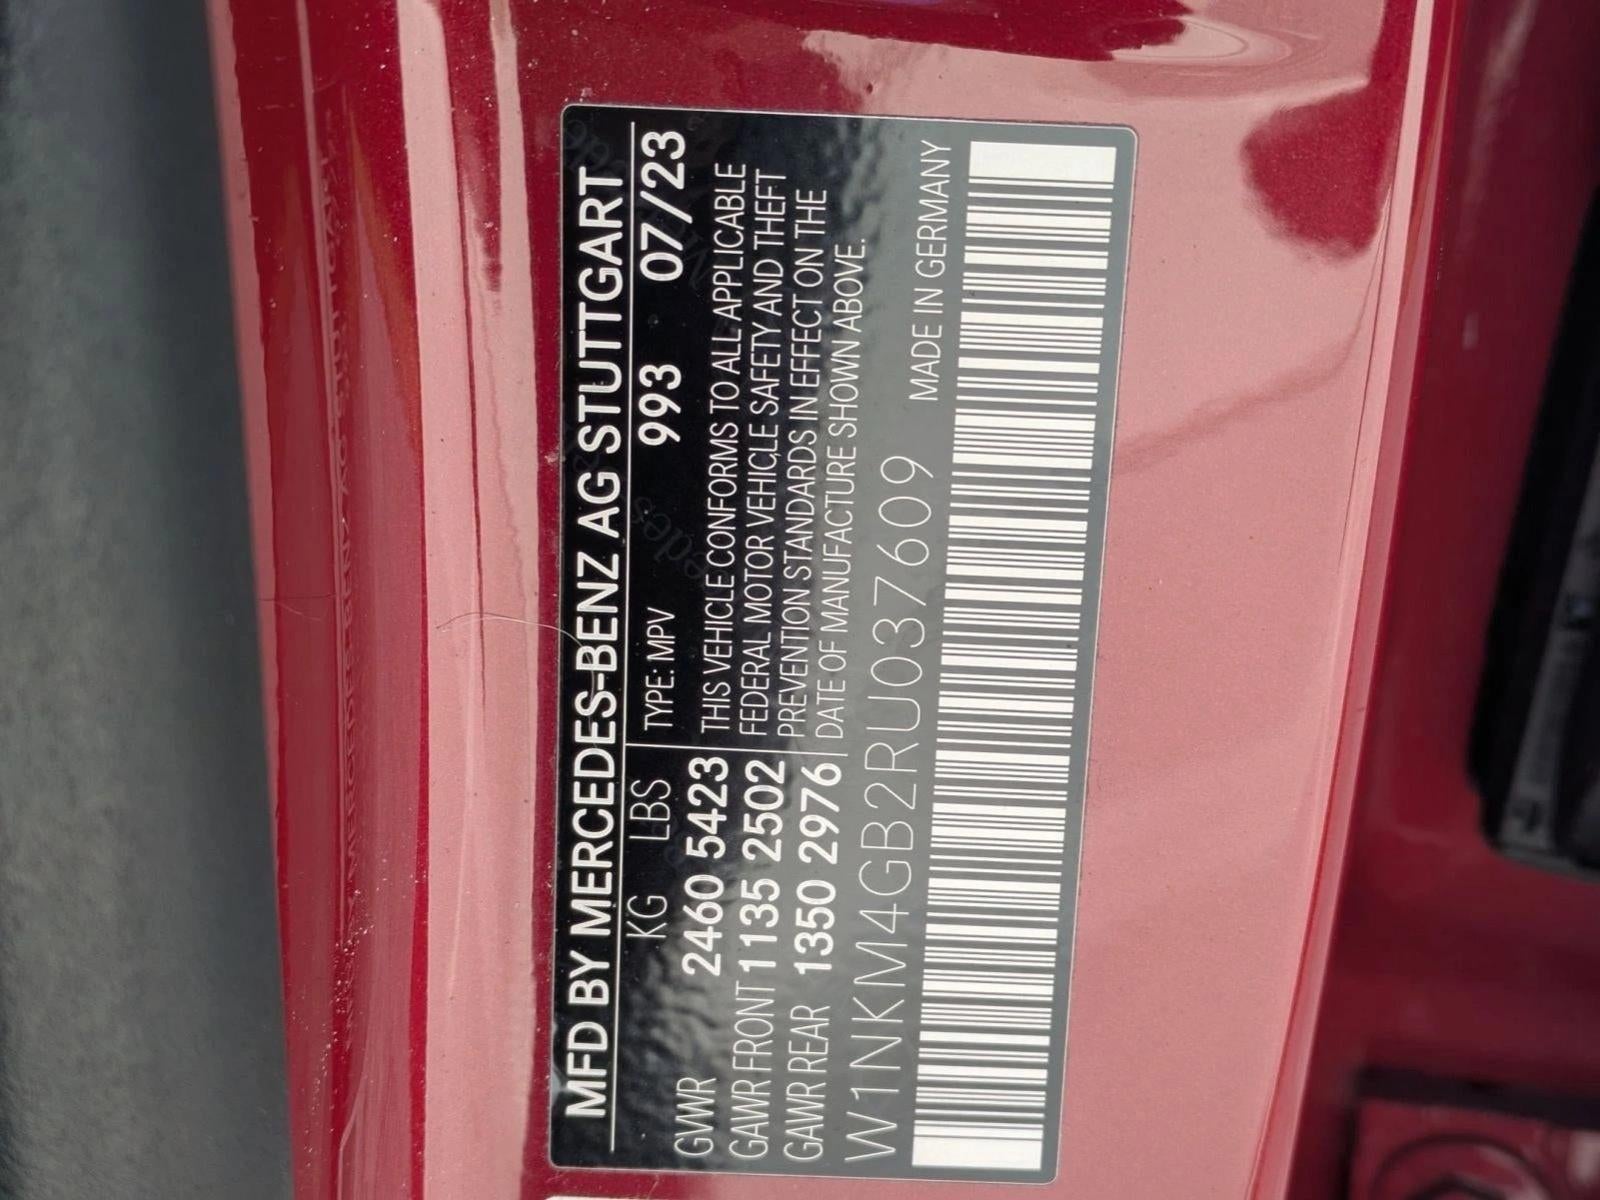 MFD BY MERCEDES-BENZ AG STUTTGART
KG LBS TYPE: MPV 993 07/23
GVWR 2460 5423 THIS VEHICLE CONFORMS TO ALL APPLICABLE
GAWR FRONT 1135 2502 FEDERAL MOTOR VEHICLE SAFETY AND THEFT
GAWR REAR 1350 2976 PREVENTION STANDARDS IN EFFECT ON THE
DATE OF MANUFACTURE SHOWN ABOVE.
W1NKM4GB2RU037609 MADE IN GERMANY